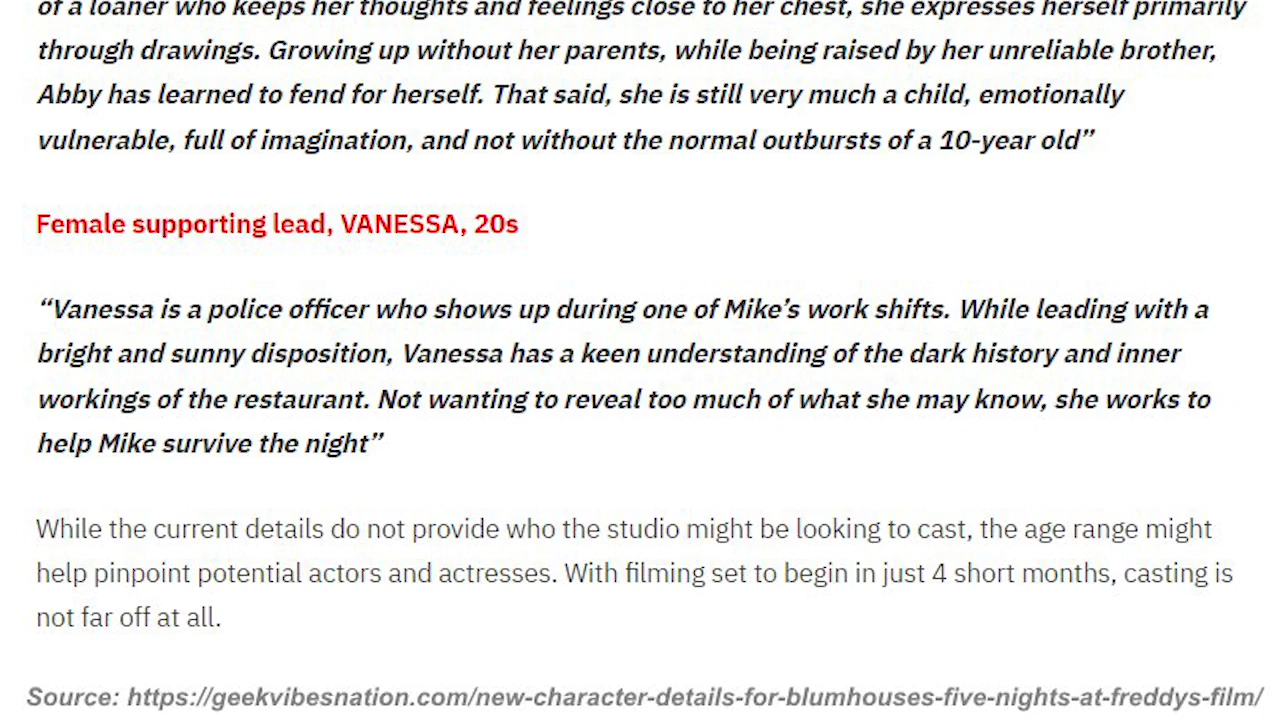 of a loaner who keeps her thoughts and feelings close to her chest, she expresses herself primarily
through drawings. Growing up without her parents, while being raised by her unreliable brother,
Abby has learned to fend for herself. That said, she is still very much a child, emotionally
vulnerable, full of imagination, and not without the normal outbursts of a 10-year old”
Female supporting lead, VANESSA, 20s
“Vanessa is a police officer who shows up during one of Mike’s work shifts. While leading with a
bright and sunny disposition, Vanessa has a keen understanding of the dark history and inner
workings of the restaurant. Not wanting to reveal too much of what she may know, she works to
help Mike survive the night”
While the current details do not provide who the studio might be looking to cast, the age range might
help pinpoint potential actors and actresses. With filming set to begin in just 4 short months, casting is
not far off at all.
Source: https://geekvibesnation.com/new-character-details-for-blumhouses-five-nights-at-freddys-film/